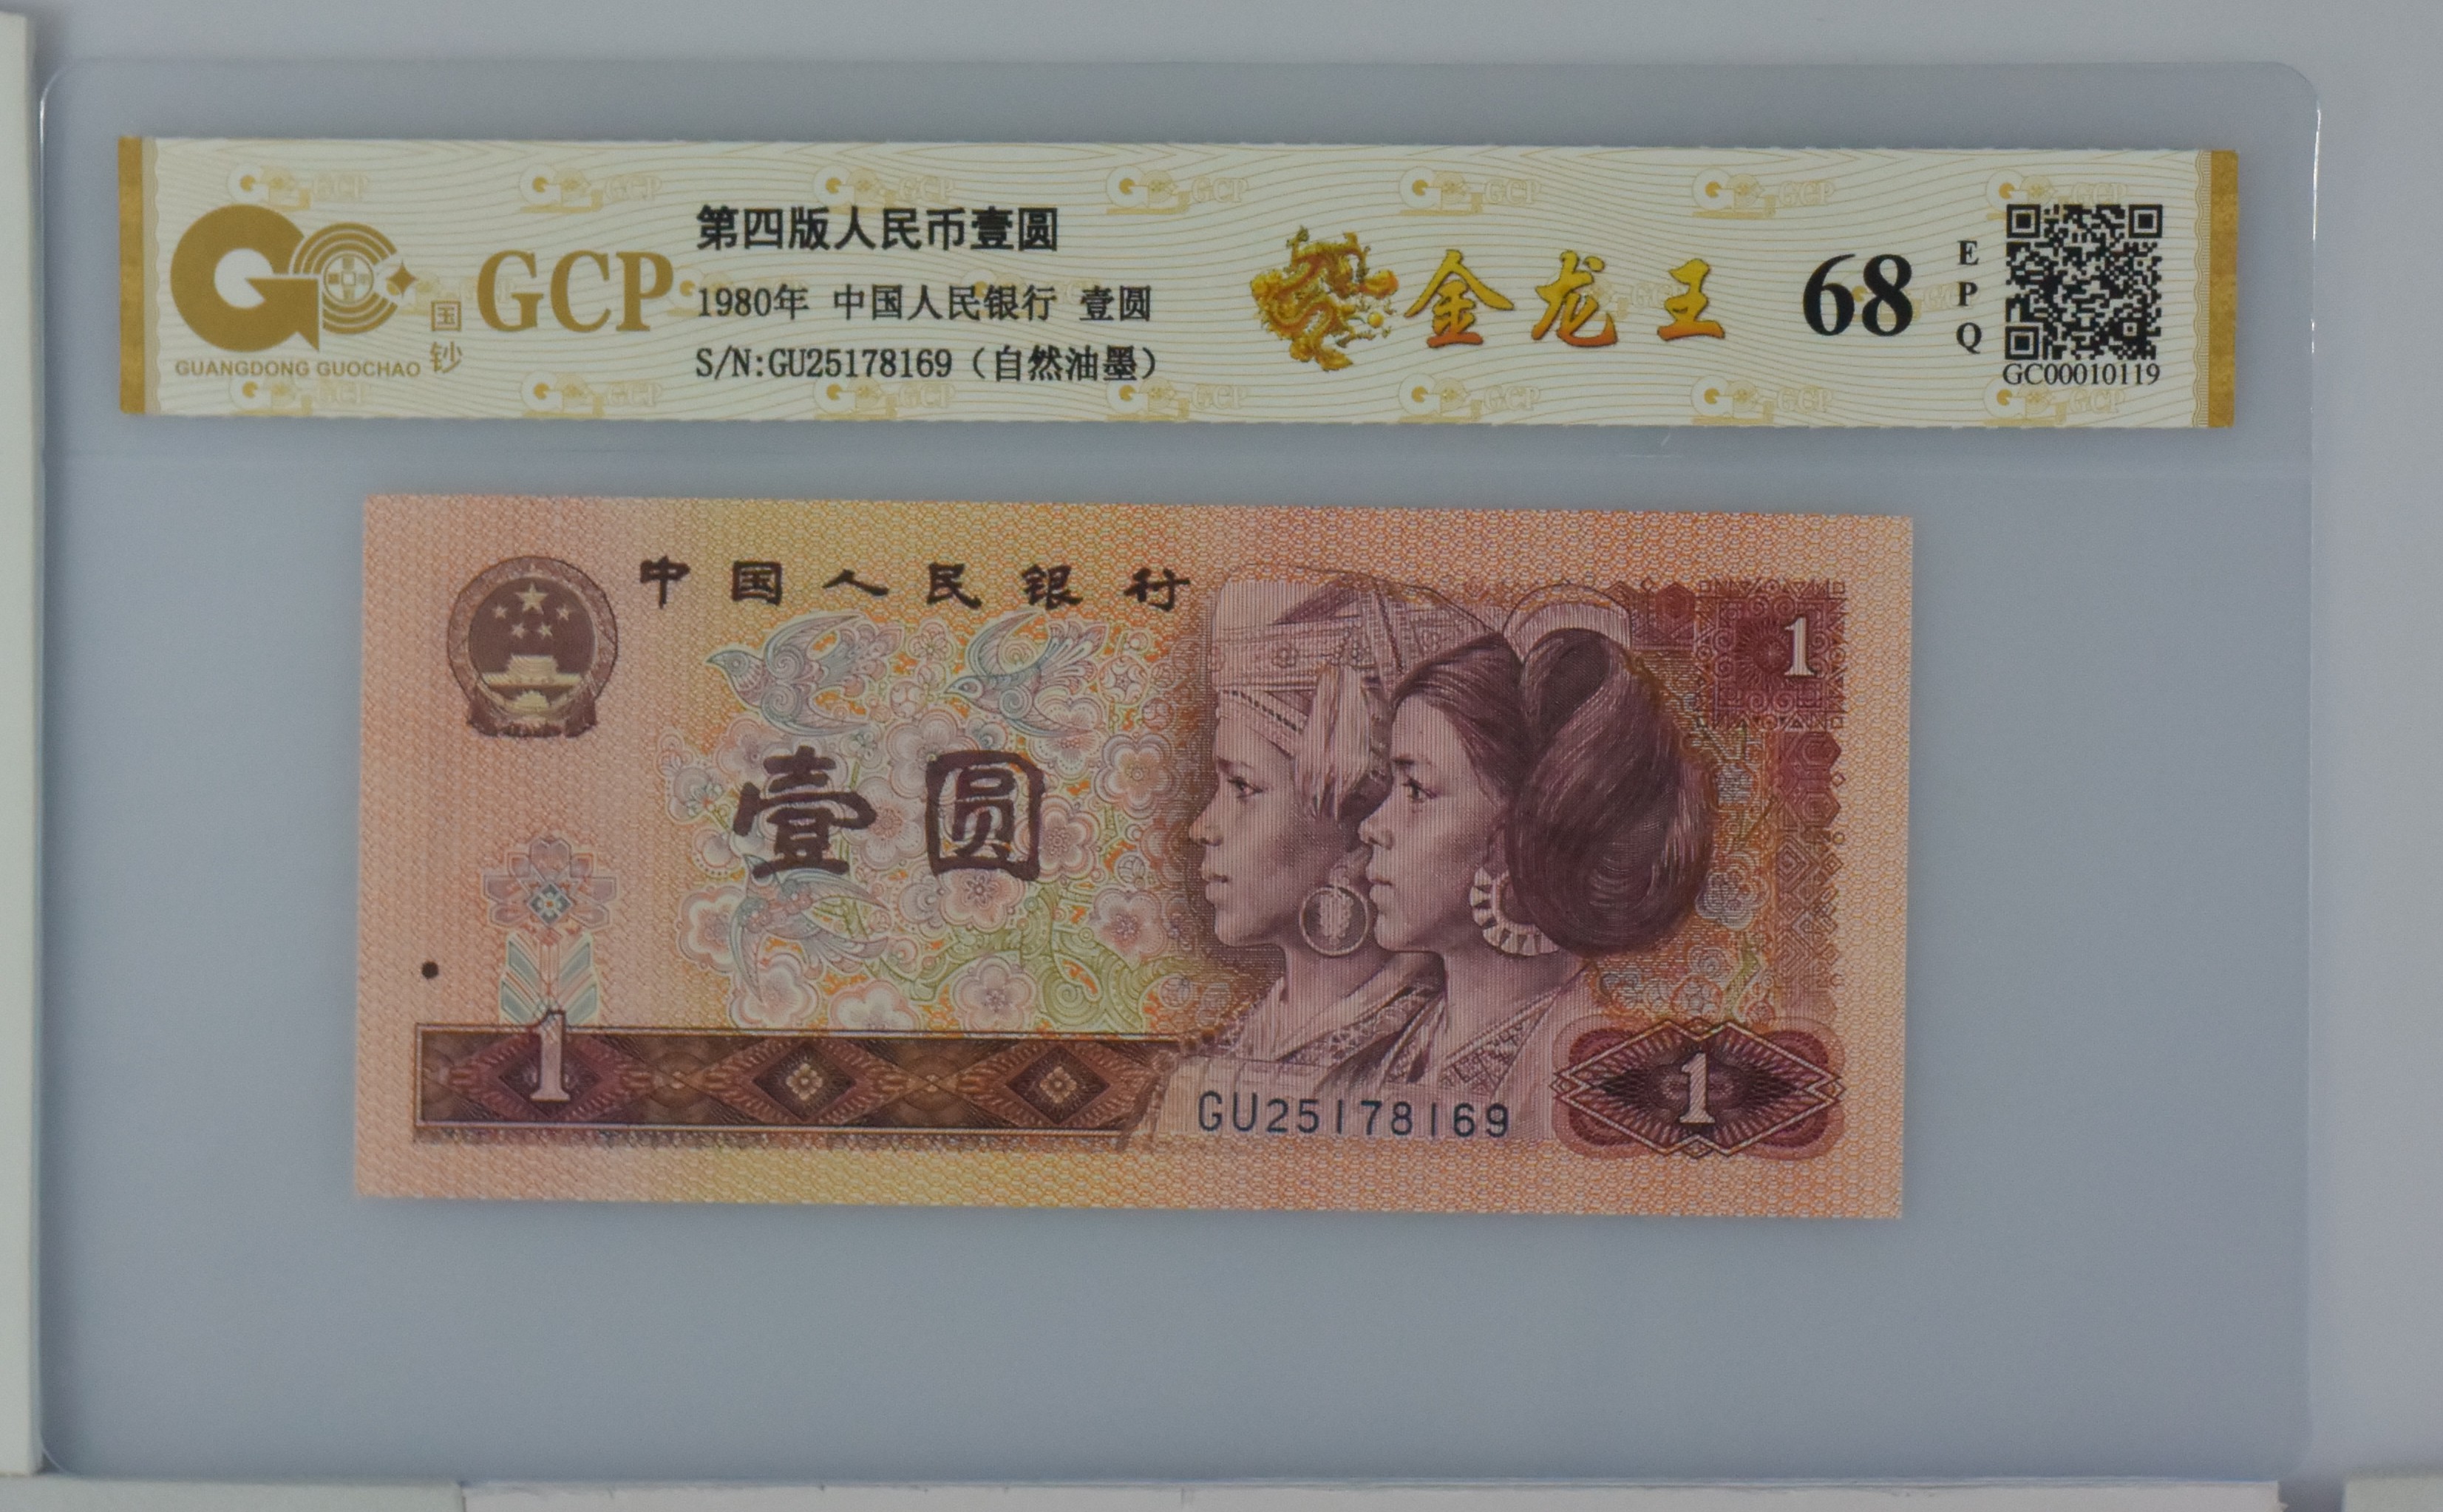 第四版人民币壹圆
GCP
国钞
GUANGDONG GUOCHAO
1980年 中国人民银行 壹圆
S/N:GU25178169（自然油墨）
金龙王
68
EPQ
GC00010119
中国人民银行
1
壹圆
1
1
GU25178169